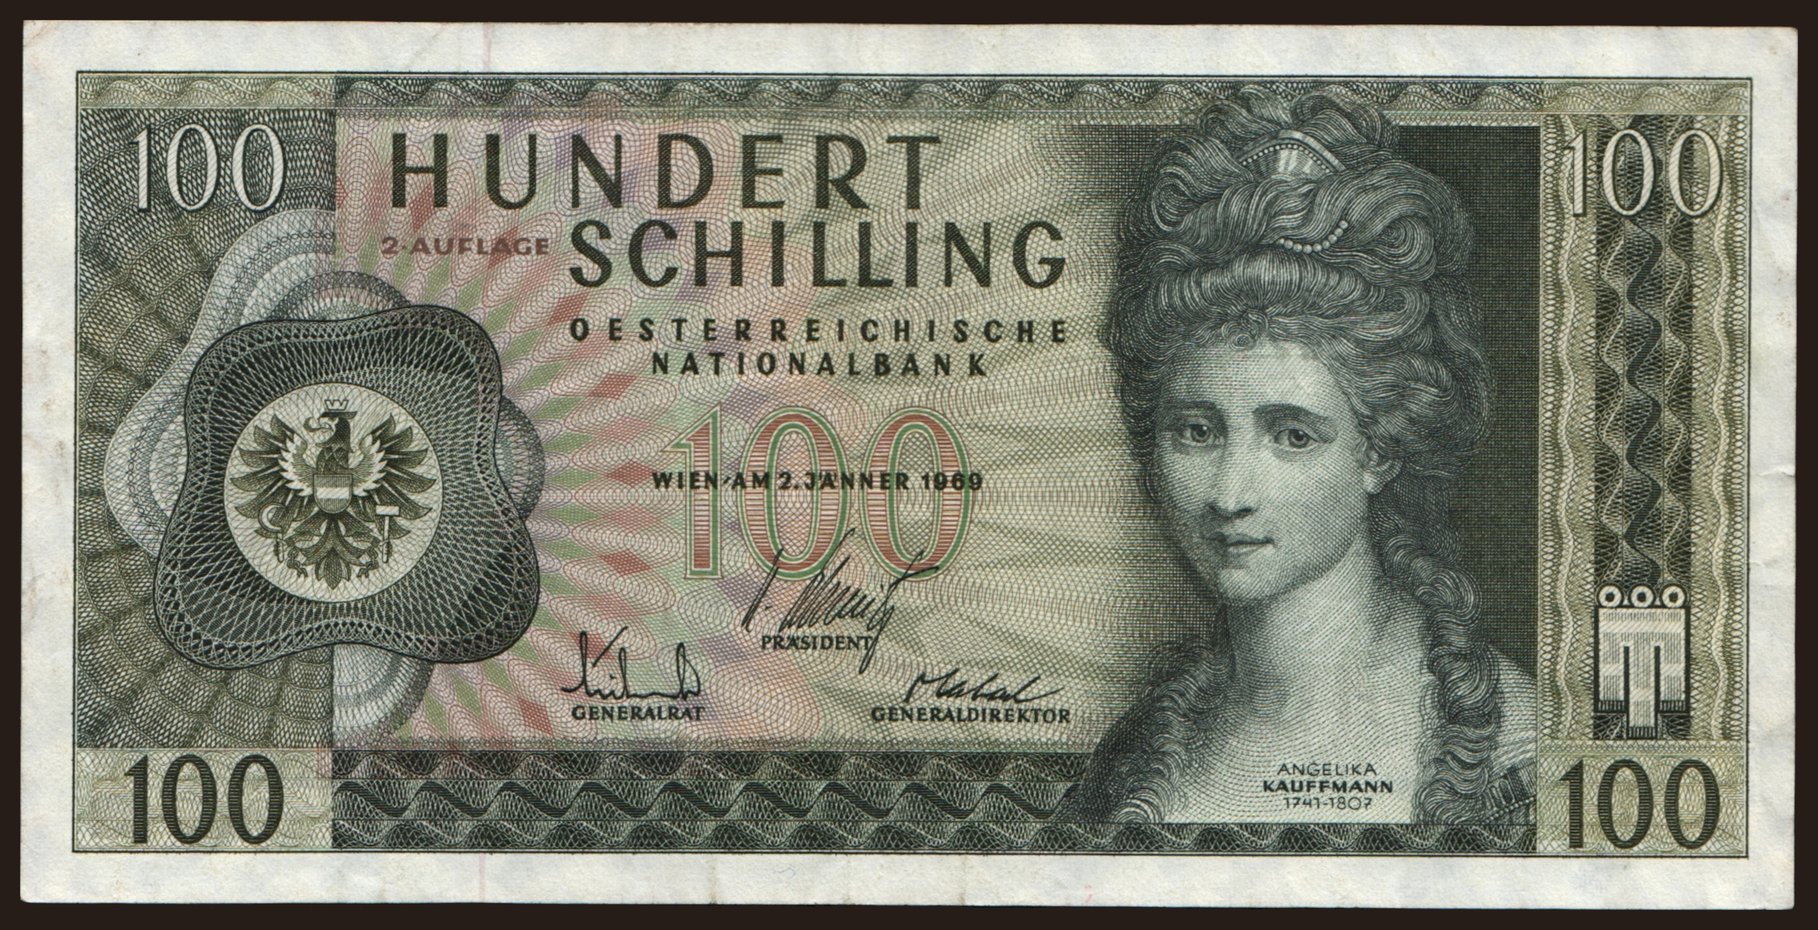 100
HUNDERT
100
2·AUFLAGE
SCHILLING
OESTERREICHISCHE
NATIONALBANK
100
WIEN, AM 2. JÄNNER 1969
PRÄSIDENT
GENERALRAT
GENERALDIREKTOR
ANGELIKA
KAUFFMANN
1741-1807
100
100